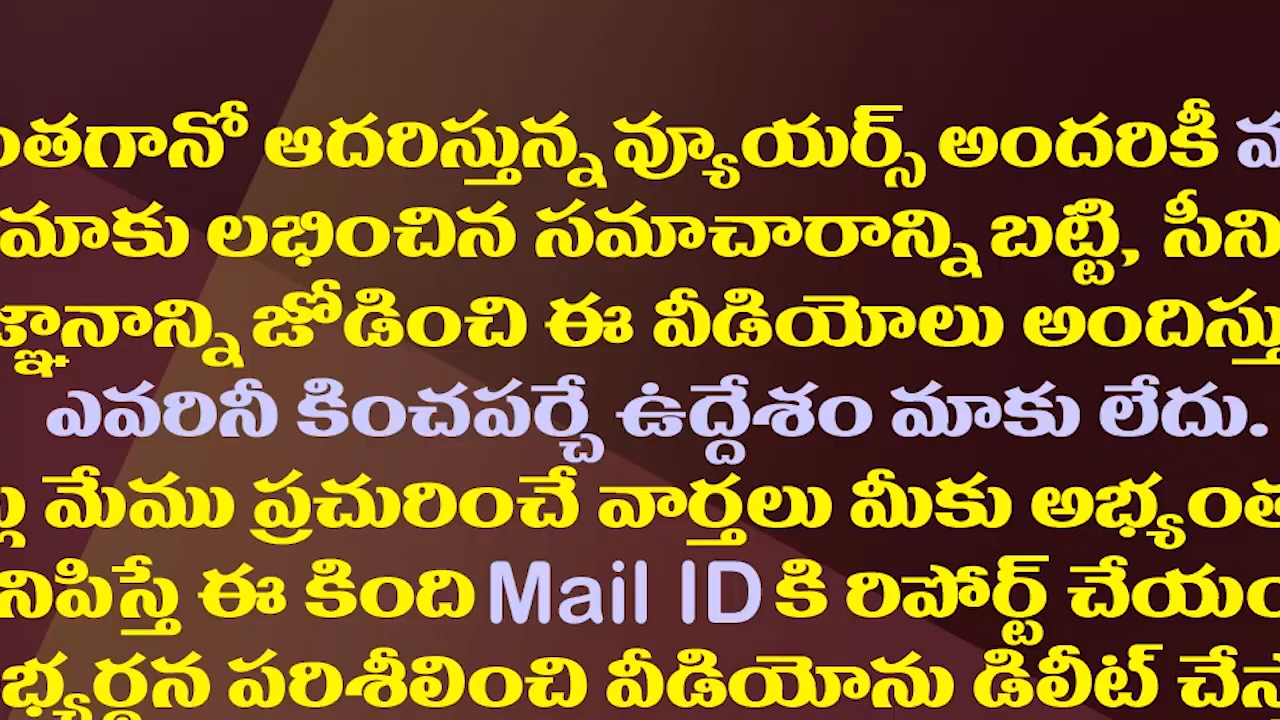 ంతగానో ఆదరిస్తున్న వ్యూయర్స్ అందరికీ
మాకు లభించిన సమాచారాన్ని బట్టి, సీని
జ్ఞానాన్ని జోడించి ఈ వీడియోలు అందిస్తు
ఎవరినీ కించపర్చే ఉద్దేశం మాకు లేదు.
మేము ప్రచురించే వార్తలు మీకు అభ్యంత
నిపిస్తే ఈ కింది Mail ID కి రిపోర్ట్ చేయం
భ్యర్ధన పరిశీలించి వీడియోను డిలీట్ చేస